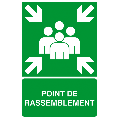 POINT DE
RASSEMBLEMENT